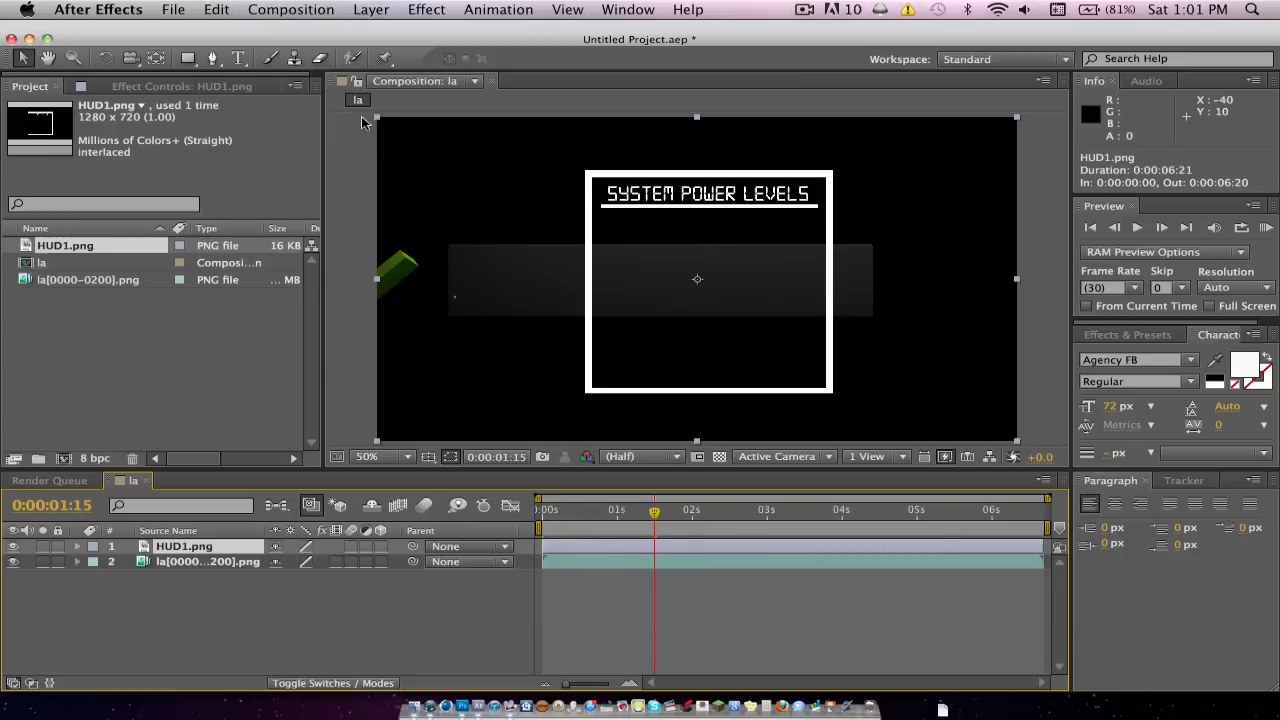 After Effects File Edit Composition Layer Effect Animation View Window Help 10 (81%) Sat 1:01 PM
Untitled Project.aep *
Workspace: Standard Search Help
Project Effect Controls: HUD1.png Composition: la Info Audio
HUD1.png , used 1 time
1280 x 720 (1.00)
Millions of Colors+ (Straight)
interlaced
la
R: X: -40
G: Y: 10
B:
A: 0
HUD1.png
Duration: 0:00:06:21
In: 0:00:00:00, Out: 0:00:06:20
SYSTEM POWER LEVELS
Preview
RAM Preview Options
Frame Rate Skip Resolution
(30) 0 Auto
From Current Time Full Screen
Name Type Size
HUD1.png PNG file 16 KB
la Composi...n
la[0000-0200].png PNG file ... MB
Effects & Presets Charact
Agency FB
Regular
72 px Auto
Metrics 0
- px
8 bpc
50% 0:00:01:15 (Half) Active Camera 1 View +0.0
Render Queue la
Paragraph Tracker
0:00:01:15
:00s 01s 02s 03s 04s 05s 06s
# Source Name fx Parent
1 HUD1.png None
2 la[0000...200].png None
0 px 0 px 0 px
0 px 0 px
Toggle Switches / Modes